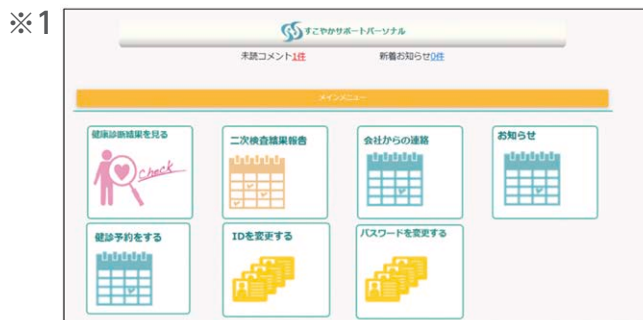 ※1
すこやかサポートパーソナル
未読コメント1件 新着お知らせ0件
メインメニュー
健康診断結果を見る 二次検査結果報告 会社からの連絡 お知らせ
check
健診予約をする IDを変更する パスワードを変更する